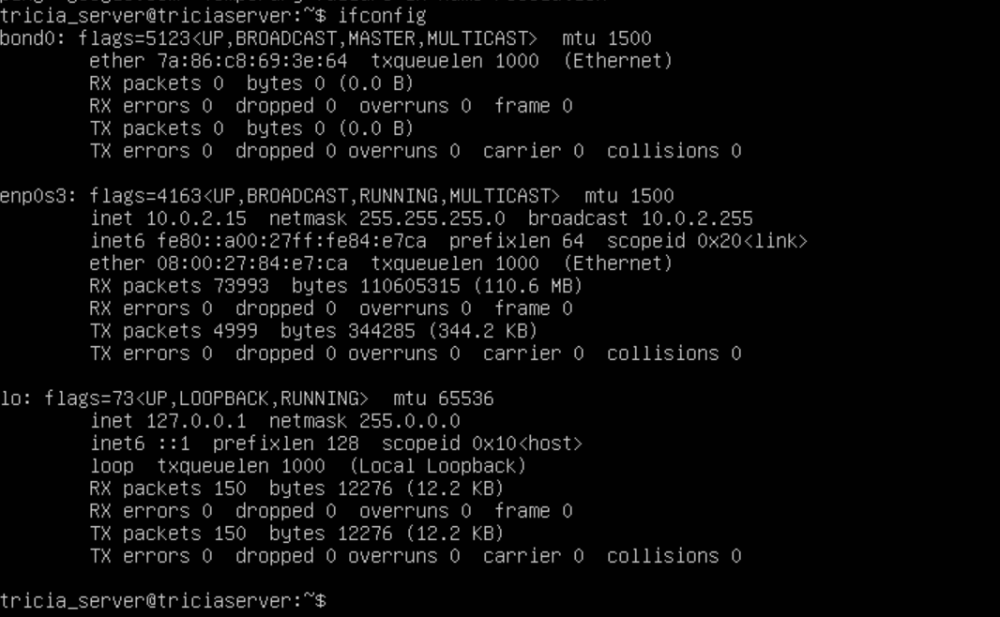 tricia_server@triciaserver:~$ ifconfig
bond0: flags=5123<UP,BROADCAST,MASTER,MULTICAST>  mtu 1500
        ether 7a:86:c8:69:3e:64  txqueuelen 1000  (Ethernet)
        RX packets 0  bytes 0 (0.0 B)
        RX errors 0  dropped 0  overruns 0  frame 0
        TX packets 0  bytes 0 (0.0 B)
        TX errors 0  dropped 0 overruns 0  carrier 0  collisions 0

enp0s3: flags=4163<UP,BROADCAST,RUNNING,MULTICAST>  mtu 1500
        inet 10.0.2.15  netmask 255.255.255.0  broadcast 10.0.2.255
        inet6 fe80::a00:27ff:fe84:e7ca  prefixlen 64  scopeid 0x20<link>
        ether 08:00:27:84:e7:ca  txqueuelen 1000  (Ethernet)
        RX packets 73993  bytes 110605315 (110.6 MB)
        RX errors 0  dropped 0  overruns 0  frame 0
        TX packets 4999  bytes 344285 (344.2 KB)
        TX errors 0  dropped 0 overruns 0  carrier 0  collisions 0

lo: flags=73<UP,LOOPBACK,RUNNING>  mtu 65536
        inet 127.0.0.1  netmask 255.0.0.0
        inet6 ::1  prefixlen 128  scopeid 0x10<host>
        loop  txqueuelen 1000  (Local Loopback)
        RX packets 150  bytes 12276 (12.2 KB)
        RX errors 0  dropped 0  overruns 0  frame 0
        TX packets 150  bytes 12276 (12.2 KB)
        TX errors 0  dropped 0 overruns 0  carrier 0  collisions 0

tricia_server@triciaserver:~$